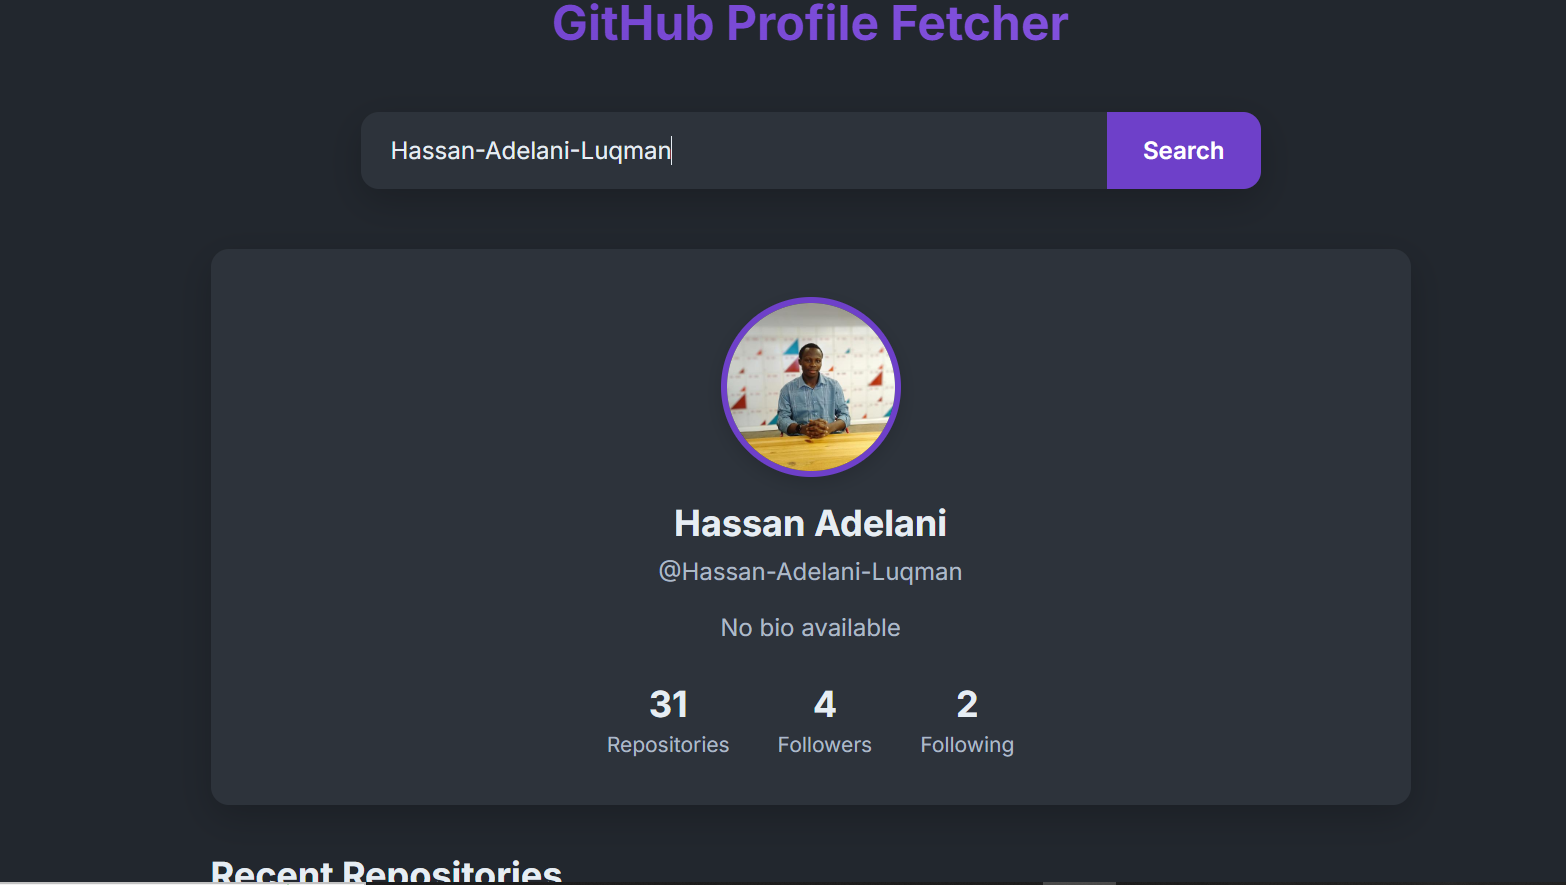 GitHub Profile Fetcher
Hassan-Adelani-Luqman
Search
Hassan Adelani
@Hassan-Adelani-Luqman
No bio available
31 4 2
Repositories Followers Following
Recent Repositories